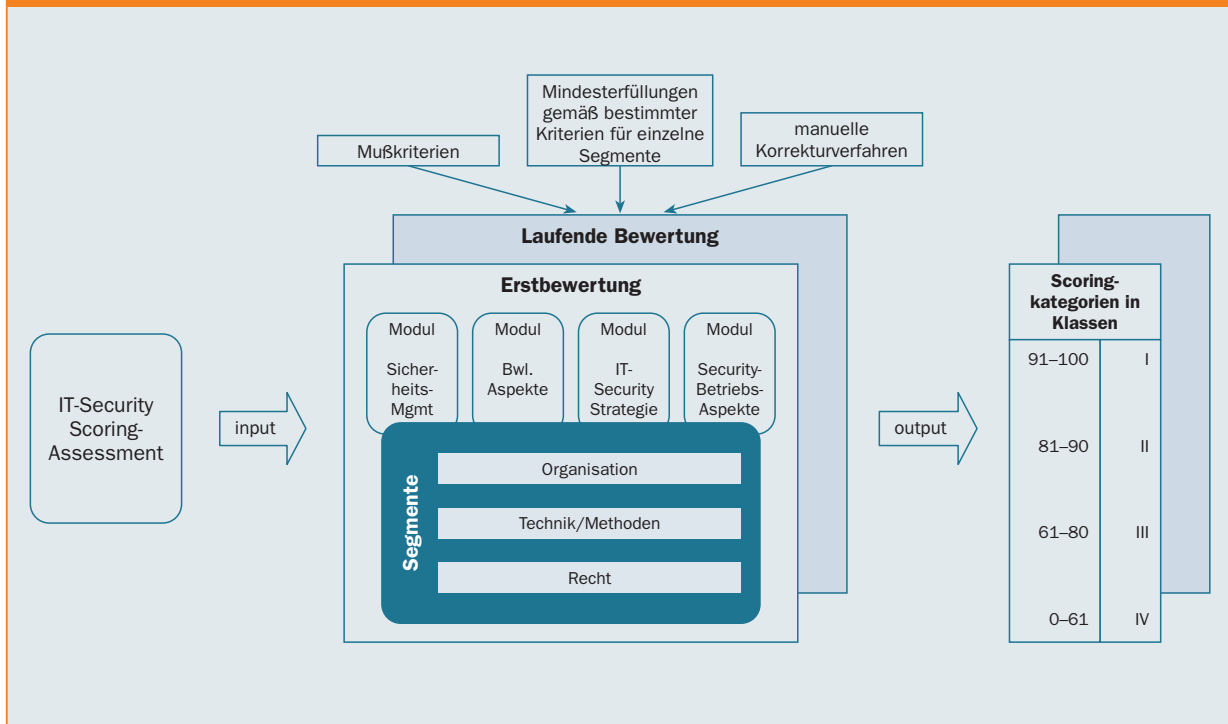 Mußkriterien
Mindesterfüllungen
gemäß bestimmter
Kriterien für einzelne
Segmente
manuelle
Korrekturverfahren
Laufende Bewertung
Erstbewertung
IT-Security
Scoring-
Assessment
input
Modul
Sicher-
heits-
Mgmt
Modul
Bwl.
Aspekte
Modul
IT-
Security
Strategie
Modul
Security-
Betriebs-
Aspekte
Segmente
Organisation
Technik/Methoden
Recht
output
Scoring-
kategorien in
Klassen
91–100 I
81–90 II
61–80 III
0–61 IV